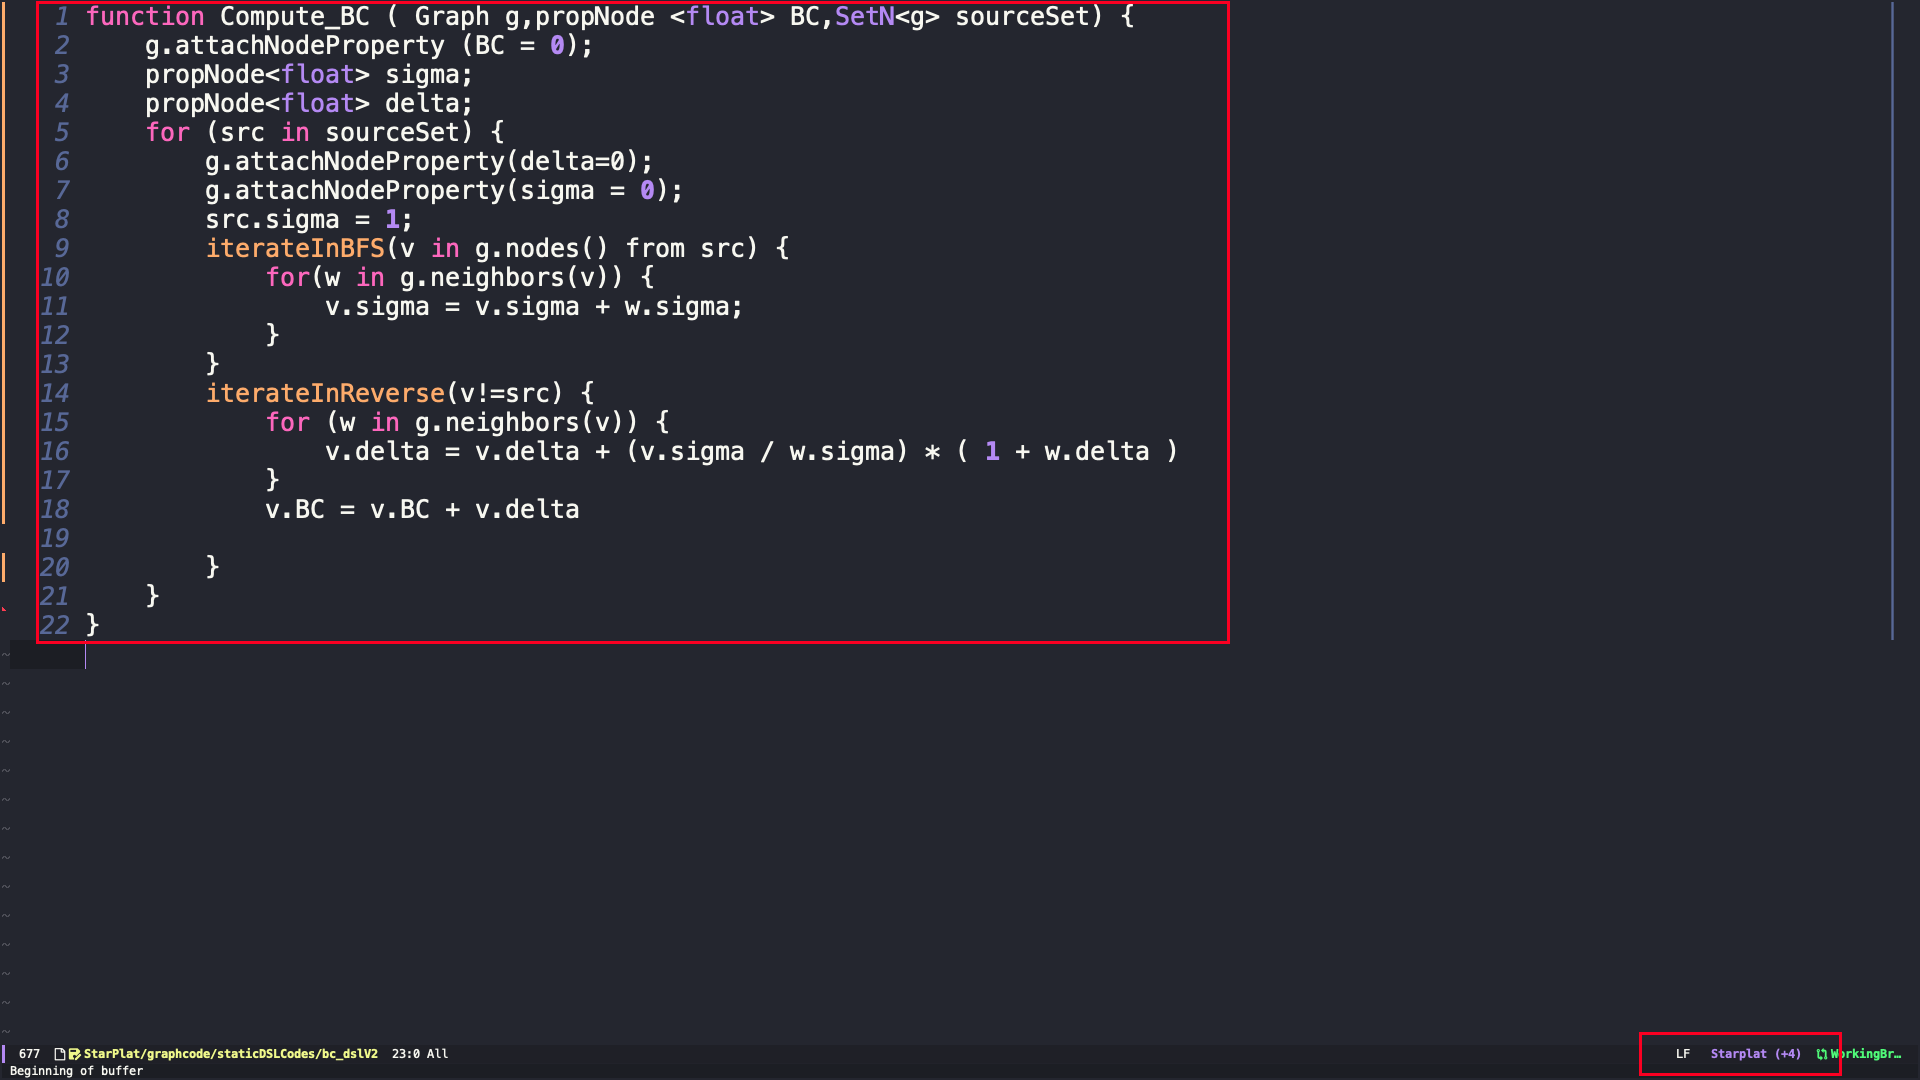 1 function Compute_BC ( Graph g,propNode <float> BC,SetN<g> sourceSet) {
2     g.attachNodeProperty (BC = 0);
3     propNode<float> sigma;
4     propNode<float> delta;
5     for (src in sourceSet) {
6         g.attachNodeProperty(delta=0);
7         g.attachNodeProperty(sigma = 0);
8         src.sigma = 1;
9         iterateInBFS(v in g.nodes() from src) {
10             for(w in g.neighbors(v)) {
11                 v.sigma = v.sigma + w.sigma;
12             }
13         }
14         iterateInReverse(v!=src) {
15             for (w in g.neighbors(v)) {
16                 v.delta = v.delta + (v.sigma / w.sigma) * ( 1 + w.delta )
17             }
18             v.BC = v.BC + v.delta
19
20         }
21     }
22 }
~
~
~
~
~
~
~
~
~
~
~
~
~
~
677 StarPlat/graphcode/staticDSLCodes/bc_dslV2 23:0 All LF Starplat (+4) WorkingBr…
Beginning of buffer